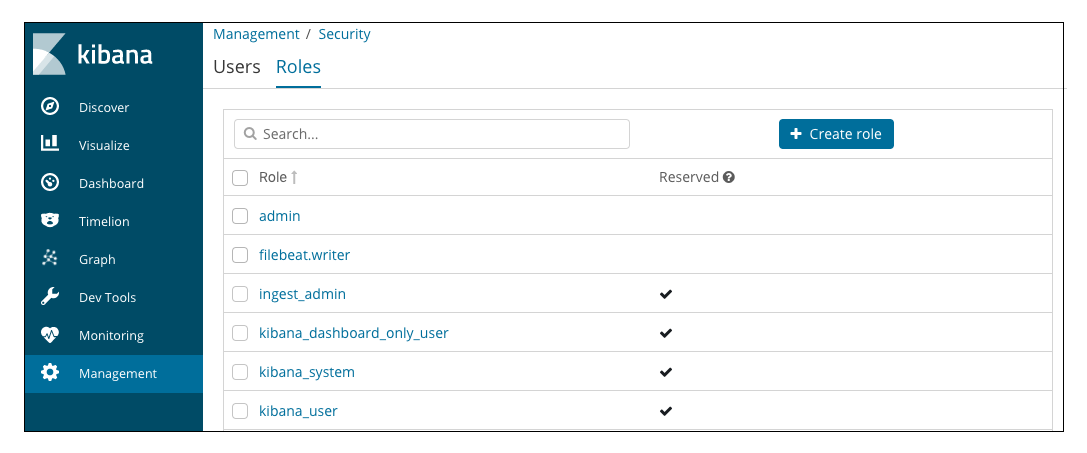 kibana
Discover
Visualize
Dashboard
Timelion
Graph
Dev Tools
Monitoring
Management
Management / Security
Users Roles
Search...
Create role
Role Reserved
admin
filebeat.writer
ingest_admin
kibana_dashboard_only_user
kibana_system
kibana_user